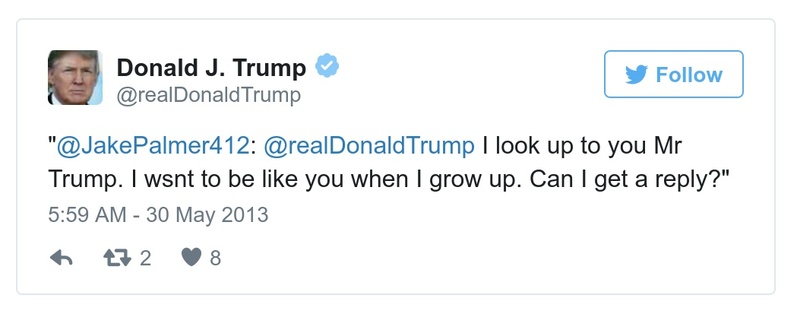 Donald J. Trump
@realDonaldTrump
Follow
"@JakePalmer412: @realDonaldTrump I look up to you Mr
Trump. I wsnt to be like you when I grow up. Can I get a reply?"
5:59 AM - 30 May 2013
2 8